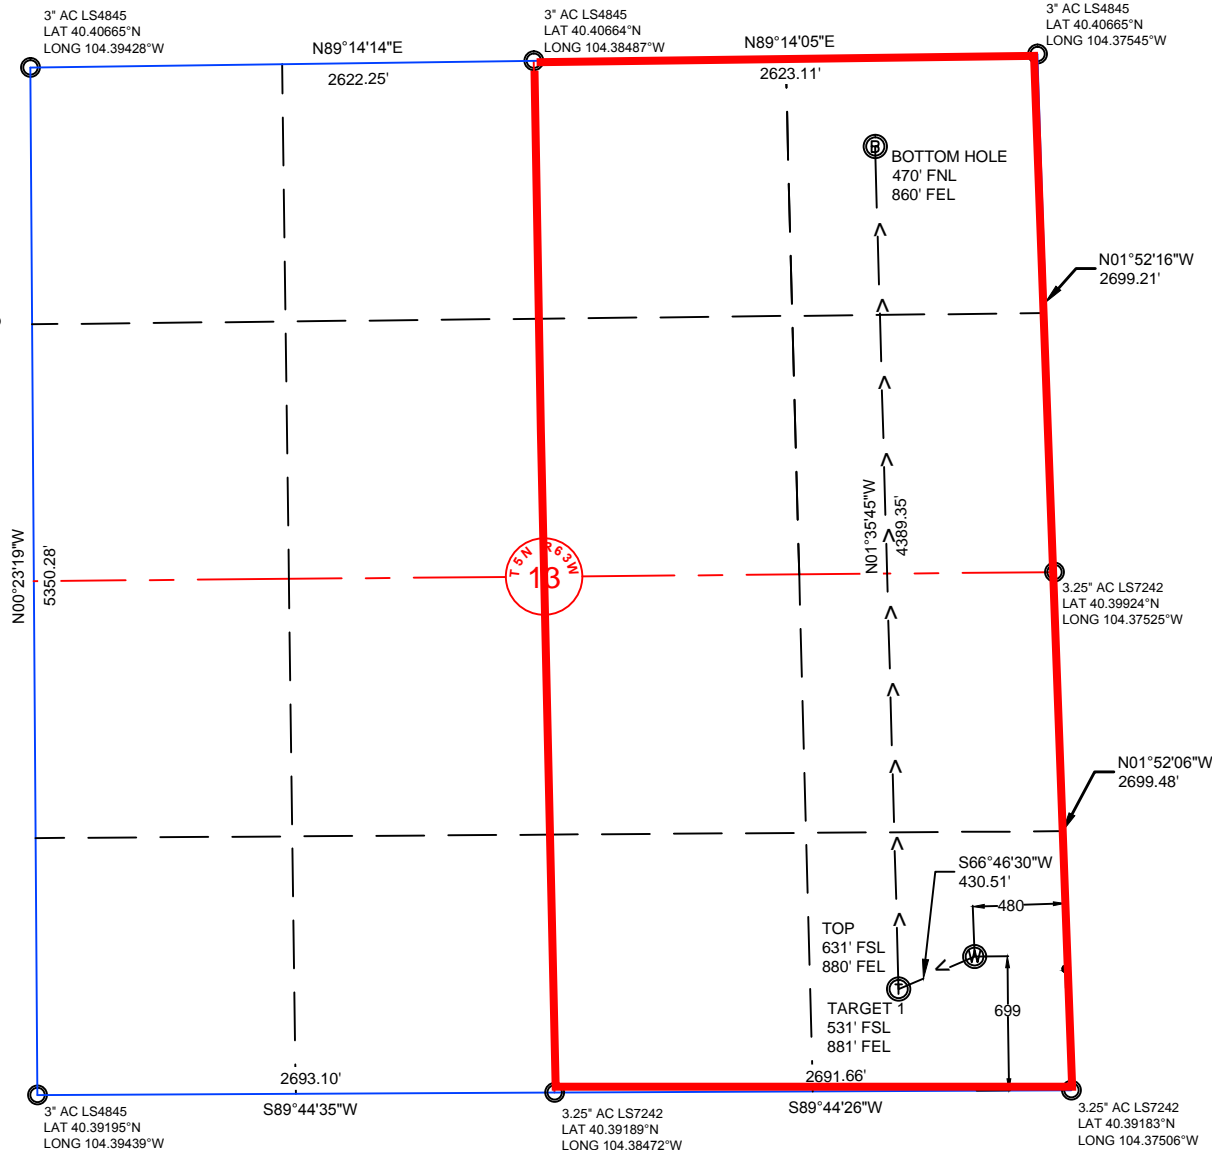 3" AC LS4845
LAT 40.40665°N
LONG 104.39428°W
N89°14'14"E
2622.25'
3" AC LS4845
LAT 40.40664°N
LONG 104.38487°W
N89°14'05"E
2623.11'
3" AC LS4845
LAT 40.40665°N
LONG 104.37545°W
B
BOTTOM HOLE
470' FNL
860' FEL
N01°52'16"W
2699.21'
N01°35'45"W
4389.35'
N00°23'19"W
5350.28'
T5N R63W
13
3.25" AC LS7242
LAT 40.39924°N
LONG 104.37525°W
N01°52'06"W
2699.48'
S66°46'30"W
430.51'
480
TOP
631' FSL
880' FEL
W
T
TARGET 1
531' FSL
881' FEL
699
2693.10'
S89°44'35"W
2691.66'
S89°44'26"W
3" AC LS4845
LAT 40.39195°N
LONG 104.39439°W
3.25" AC LS7242
LAT 40.39189°N
LONG 104.38472°W
3.25" AC LS7242
LAT 40.39183°N
LONG 104.37506°W